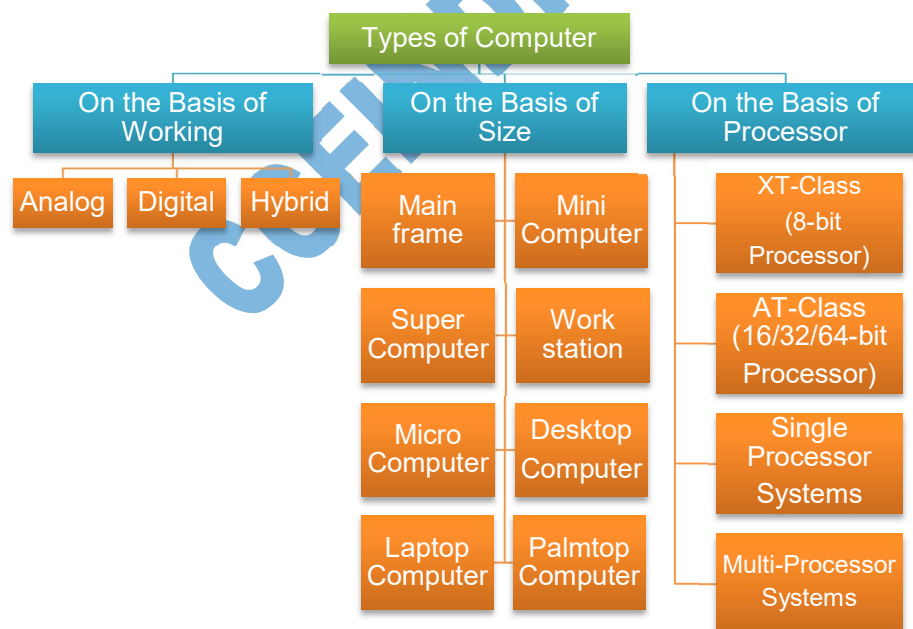 Types of Computer
On the Basis of
Working
On the Basis of
Size
On the Basis of
Processor
Analog
Digital
Hybrid
Main
frame
Mini
Computer
Super
Computer
Work
station
Micro
Computer
Desktop
Computer
Laptop
Computer
Palmtop
Computer
XT-Class
(8-bit
Processor)
AT-Class
(16/32/64-bit
Processor)
Single
Processor
Systems
Multi-Processor
Systems